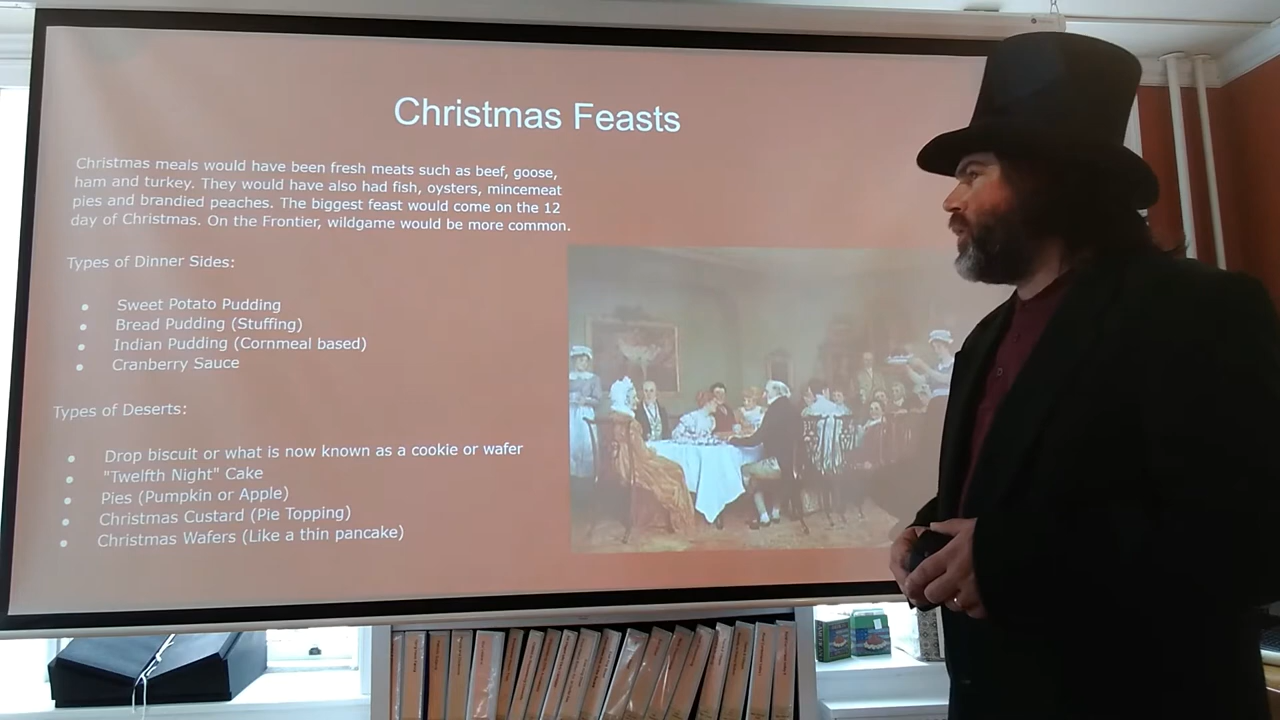 Christmas Feasts
Christmas meals would have been fresh meats such as beef, goose,
ham and turkey. They would have also had fish, oysters, mincemeat
pies and brandied peaches. The biggest feast would come on the 12
day of Christmas. On the Frontier, wildgame would be more common.
Types of Dinner Sides:
• Sweet Potato Pudding
• Bread Pudding (Stuffing)
• Indian Pudding (Cornmeal based)
• Cranberry Sauce
Types of Deserts:
• Drop biscuit or what is now known as a cookie or wafer
• "Twelfth Night" Cake
• Pies (Pumpkin or Apple)
• Christmas Custard (Pie Topping)
• Christmas Wafers (Like a thin pancake)